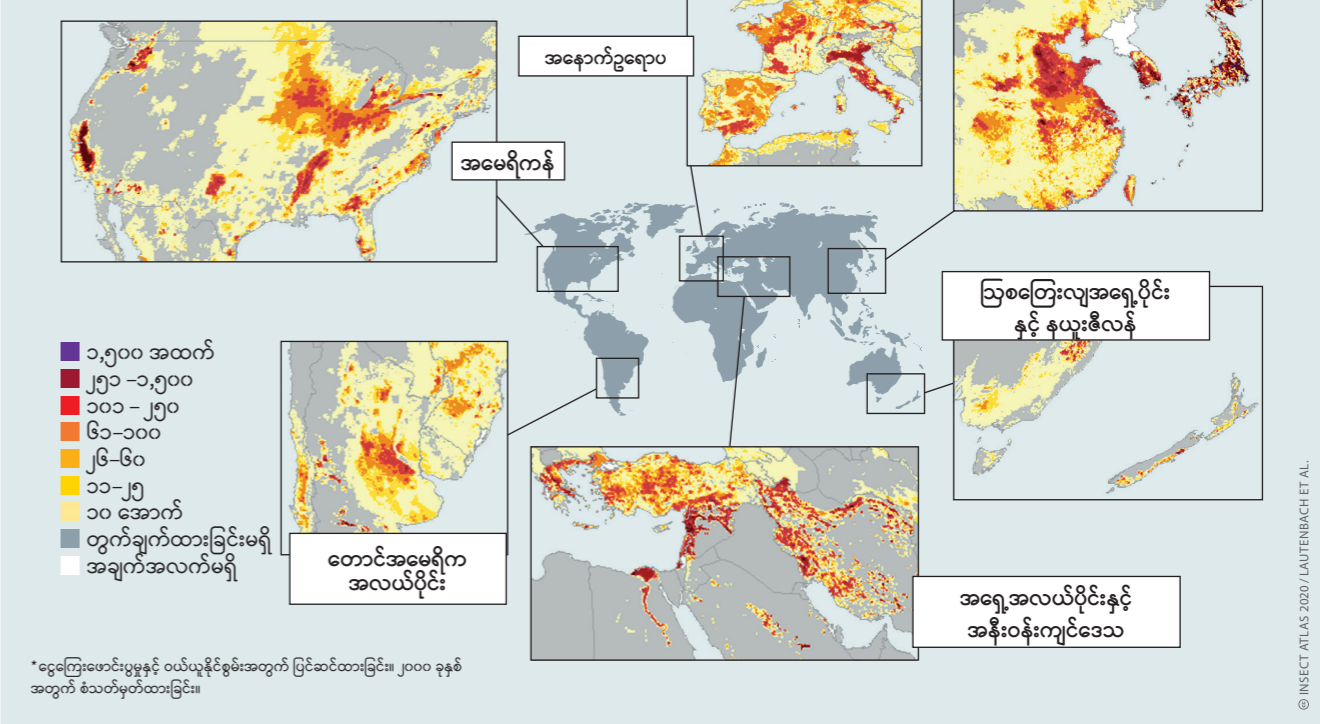 အနောက်ဥရောပ
အမေရိကန်
ဩစတြေးလျအရှေ့ပိုင်း
နှင့် နယူးဇီလန်
၁,၅၀၀ အထက်
၂၅၁ –၁,၅၀၀
၁၀၁ – ၂၅၀
၆၁–၁၀၀
၂၆–၆၀
၁၁–၂၅
၁၀ အောက်
တွက်ချက်ထားခြင်းမရှိ
အချက်အလက်မရှိ
တောင်အမေရိက
အလယ်ပိုင်း
အရှေ့အလယ်ပိုင်းနှင့်
အနီးဝန်းကျင်ဒေသ
*ငွေကြေးဖောင်းပွမှုနှင့် ဝယ်ယူနိုင်စွမ်းအတွက် ပြင်ဆင်ထားခြင်း။ ၂၀၀၀ ခုနှစ်
အတွက် စံသတ်မှတ်ထားခြင်း။
INSECT ATLAS 2020 / LAUTENBACH ET AL.